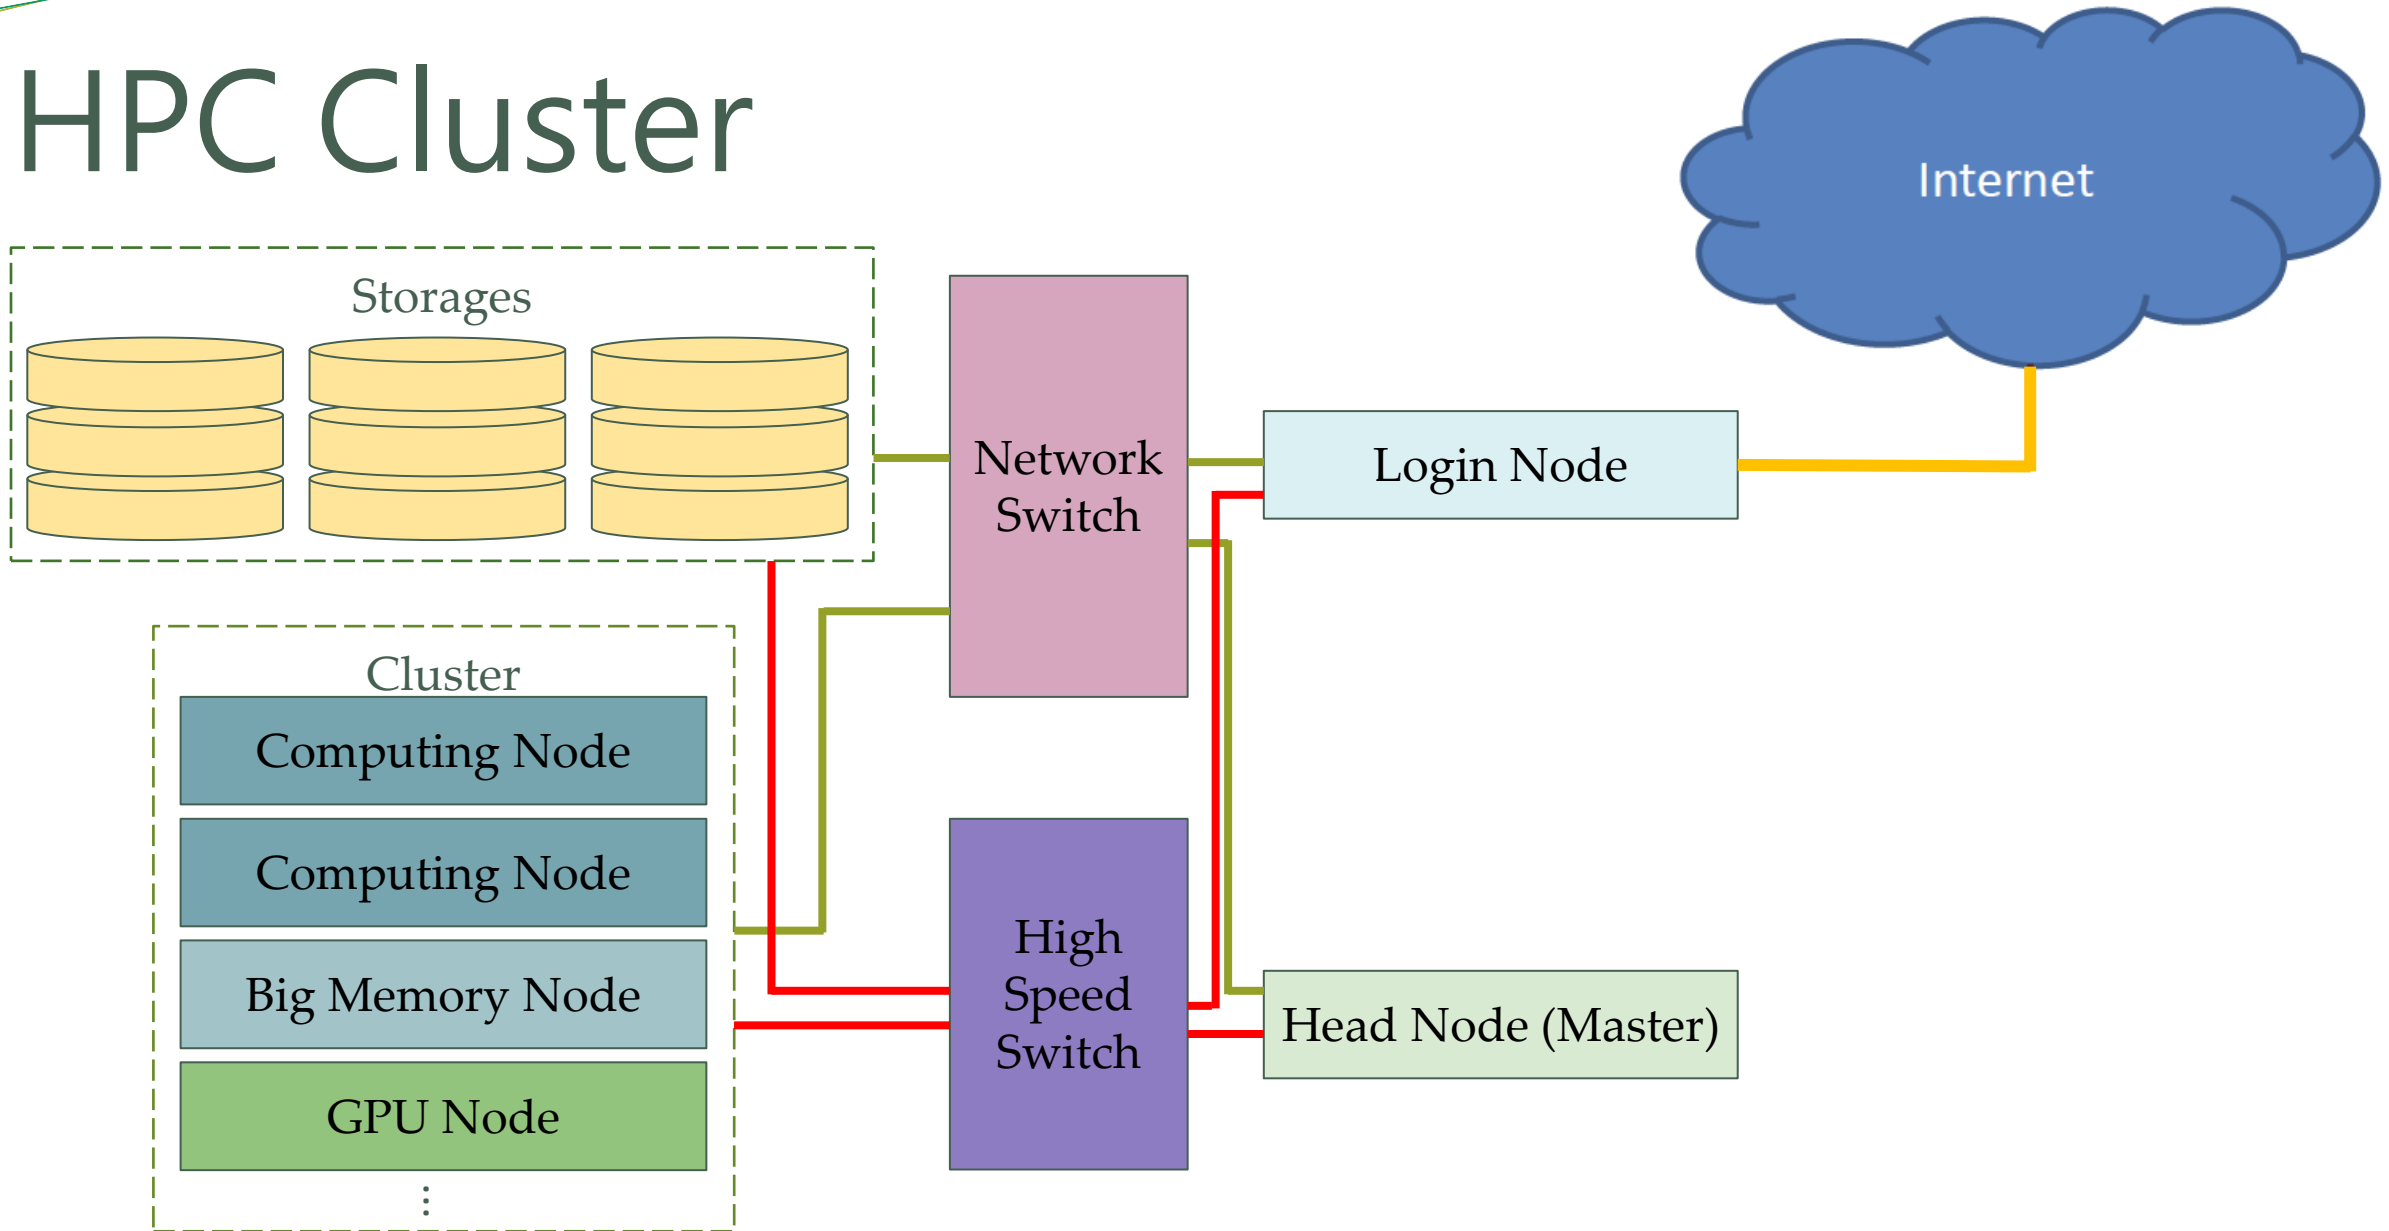 HPC Cluster
Internet
Storages
Network
Switch
Login Node
Cluster
Computing Node
Computing Node
Big Memory Node
GPU Node
⋮
High
Speed
Switch
Head Node (Master)